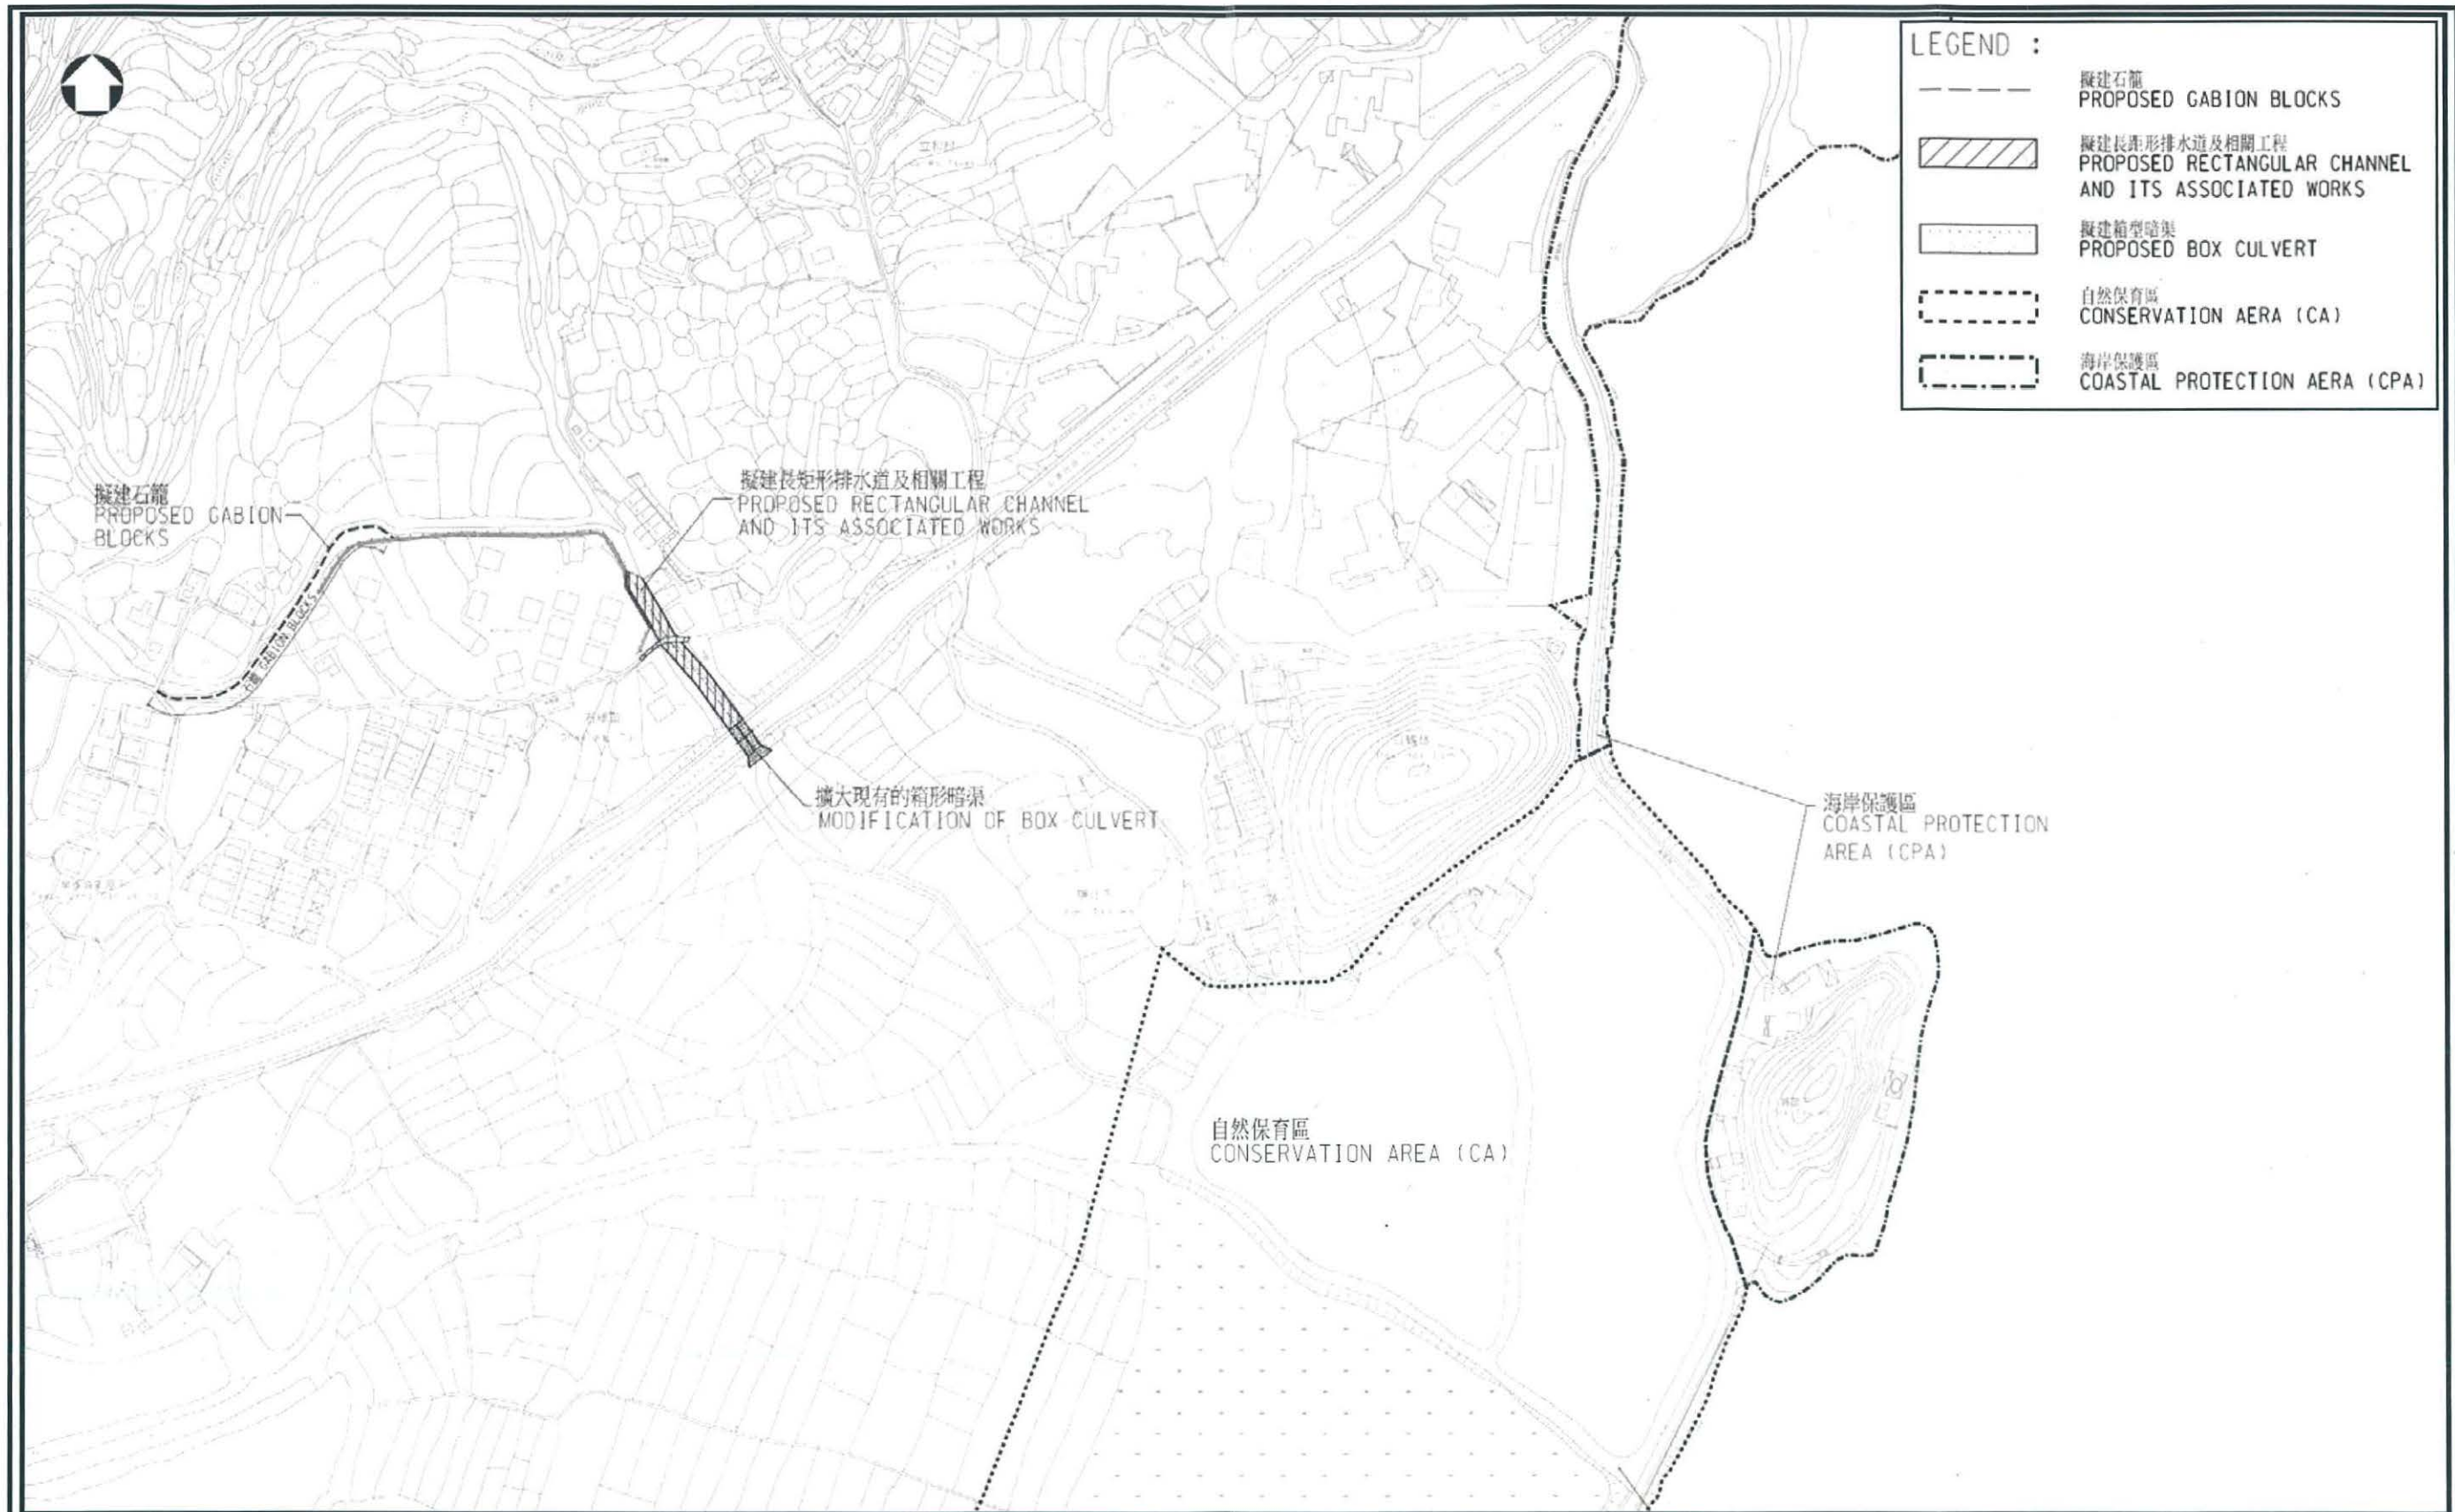 LEGEND :
擬建石籠
PROPOSED GABION BLOCKS
擬建長距形排水道及相關工程
PROPOSED RECTANGULAR CHANNEL
AND ITS ASSOCIATED WORKS
擬建箱型暗渠
PROPOSED BOX CULVERT
自然保育區
CONSERVATION AERA (CA)
海岸保護區
COASTAL PROTECTION AERA (CPA)
擬建石籠
PROPOSED GABION
BLOCKS
石籠 GABION BLOCKS
擬建長矩形排水道及相關工程
PROPOSED RECTANGULAR CHANNEL
AND ITS ASSOCIATED WORKS
擴大現有的箱形暗渠
MODIFICATION OF BOX CULVERT
海岸保護區
COASTAL PROTECTION
AREA (CPA)
自然保育區
CONSERVATION AREA (CA)